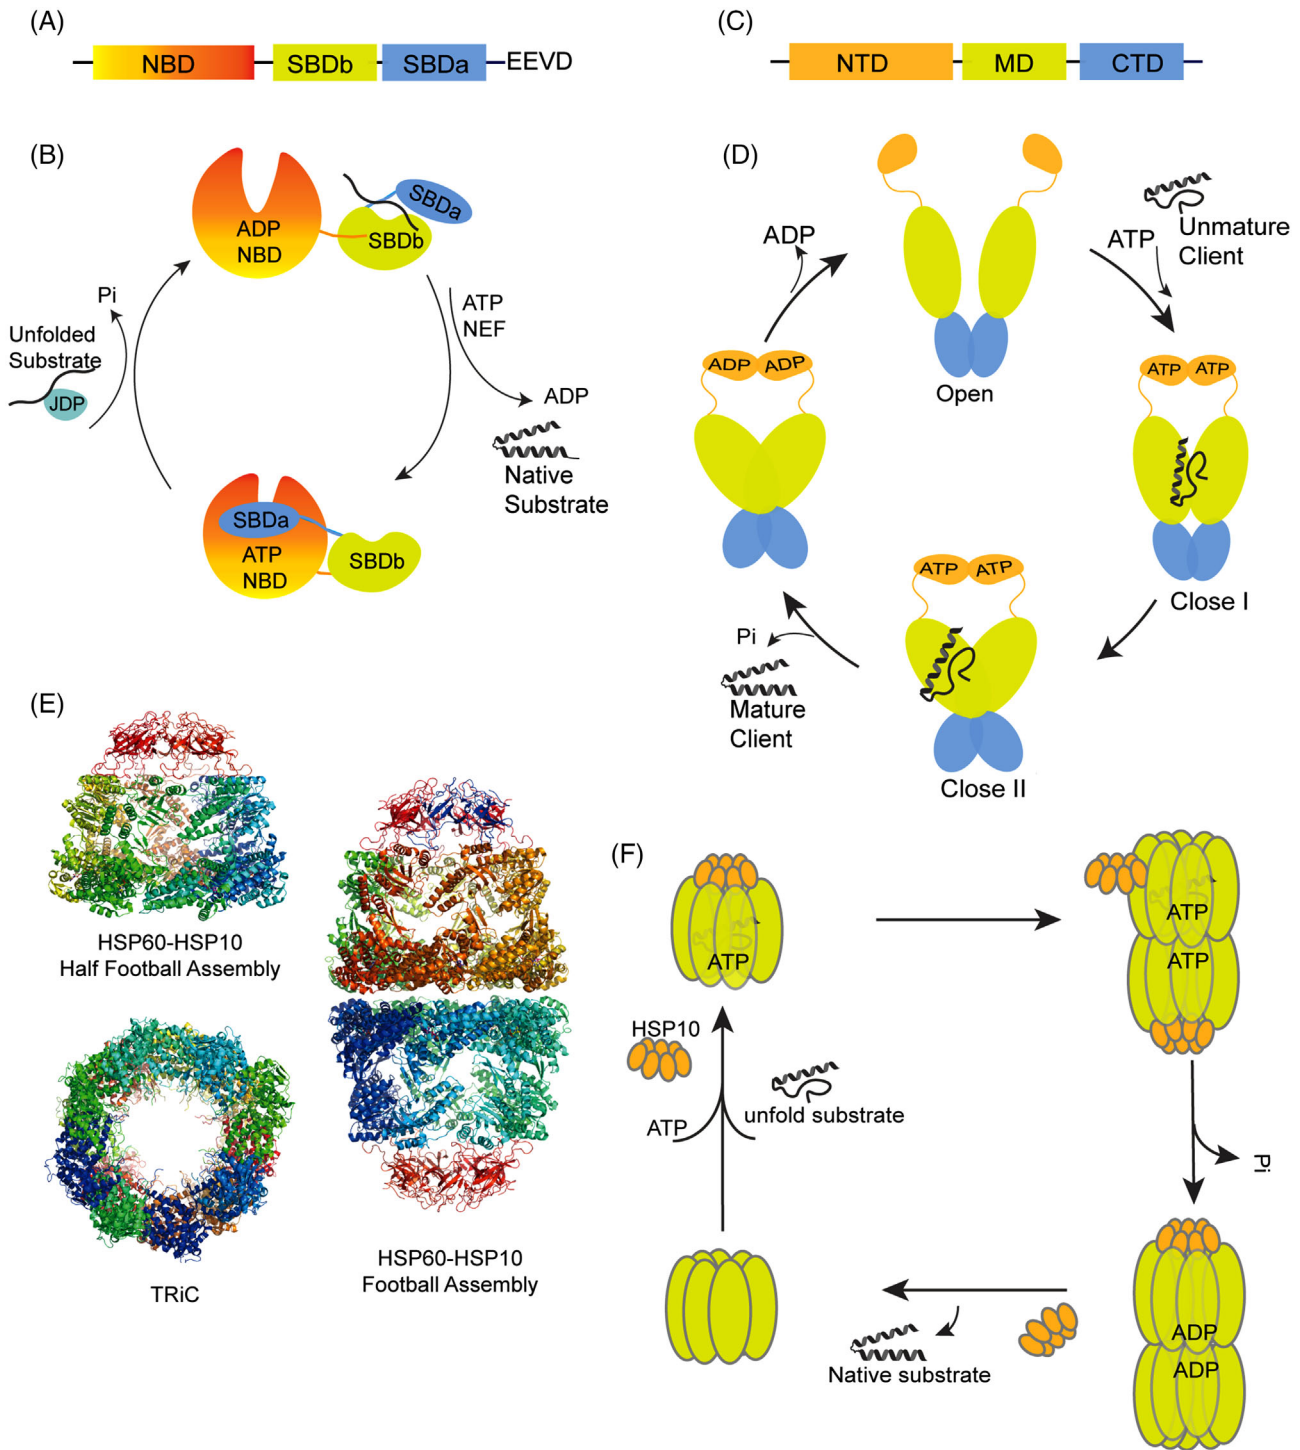 (A)
NBD
SBDb
SBDa
EEVD
(B)
ADP
NBD
SBDb
SBDa
Pi
Unfolded
Substrate
JDP
ATP
NEF
ADP
Native
Substrate
SBDa
ATP
NBD
SBDb
(C)
NTD
MD
CTD
(D)
ADP
ATP
Unmature
Client
Open
ADP
ADP
ATP
ATP
Close I
ATP
ATP
Pi
Mature
Client
Close II
(E)
HSP60-HSP10
Half Football Assembly
TRiC
HSP60-HSP10
Football Assembly
(F)
ATP
ATP
ATP
HSP10
ATP
unfold substrate
Pi
ADP
ADP
Native substrate